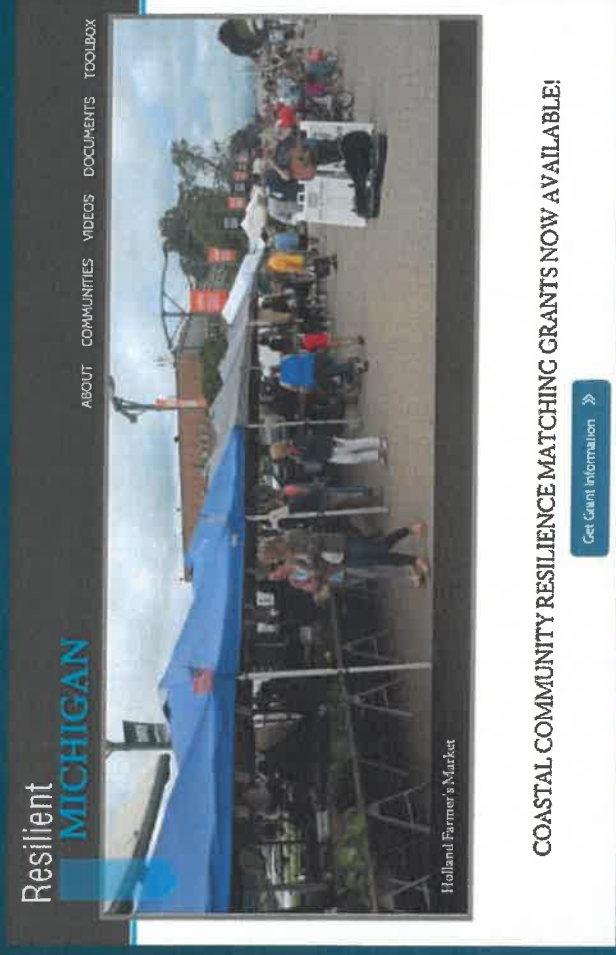 Resilient
MICHIGAN
ABOUT COMMUNITIES VIDEOS DOCUMENTS TOOLBOX
Holland Farmer's Market
COASTAL COMMUNITY RESILIENCE MATCHING GRANTS NOW AVAILABLE!
Get Grant Information »